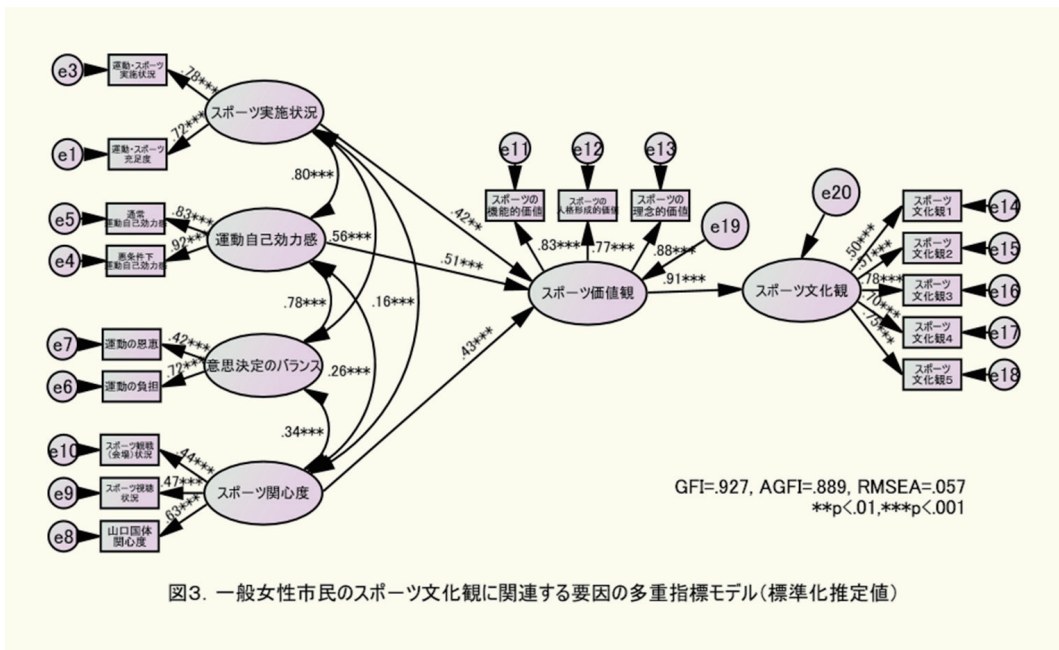 e3
運動・スポーツ
実施状況
.78***
スポーツ実施状況
e1
運動・スポーツ
充足度
.72***
.80***
e5
通常
運動自己効力感
.83***
運動自己効力感
e4
悪条件下
運動自己効力感
.92**
.56***
.42**
.51***
.78***
.16***
e7
運動の恩恵
.42***
意思決定のバランス
e6
運動の負担
.72***
.26***
.34***
.43***
e10
スポーツ観戦
(会場)状況
.44***
スポーツ関心度
e9
スポーツ視聴
状況
.47***
e8
山口国体
関心度
.63***
e11
e12
e13
スポーツの
機能的価値
スポーツの
人格形成的価値
スポーツの
理念的価値
.83***
.77***
.88***
e19
スポーツ価値観
.91***
e20
スポーツ文化観
.50***
スポーツ
文化観1
e14
.51***
スポーツ
文化観2
e15
.78***
スポーツ
文化観3
e16
.70***
スポーツ
文化観4
e17
.75***
スポーツ
文化観5
e18
GFI=.927, AGFI=.889, RMSEA=.057
**p<.01,***p<.001
図3. 一般女性市民のスポーツ文化観に関連する要因の多重指標モデル(標準化推定値)